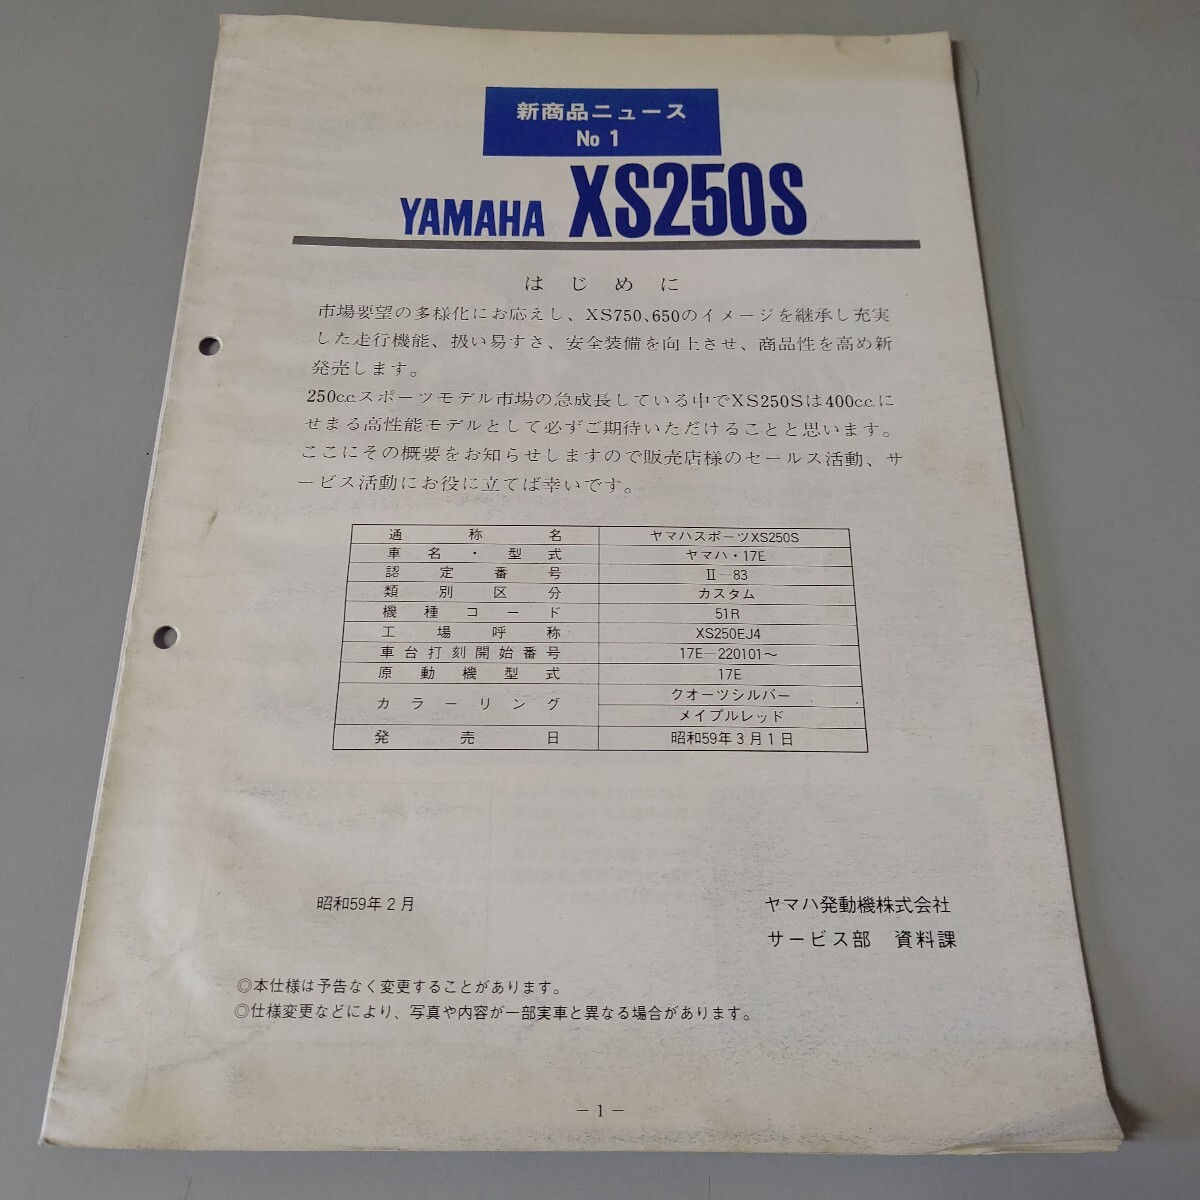 新商品ニュース
No 1
YAMAHA XS250S
はじめに
市場要望の多様化にお応えし、XS750、650のイメージを継承し充実
した走行機能、扱い易すさ、安全装備を向上させ、商品性を高め新
発売します。
250c.c.スポーツモデル市場の急成長している中でXS250Sは400c.c.に
せまる高性能モデルとして必ずご期待いただけることと思います。
ここにその概要をお知らせしますので販売店様のセールス活動、サ
ービス活動にお役に立てば幸いです。
通称名 ヤマハスポーツXS250S
車名・型式 ヤマハ・17E
認定番号 II-83
類別区分 カスタム
機種コード 51R
工場呼称 XS250EJ4
車台打刻開始番号 17E-220101〜
原動機型式 17E
カラーリング クオーツシルバー
メイプルレッド
発売日 昭和59年3月1日
昭和59年2月 ヤマハ発動機株式会社
サービス部 資料課
◎本仕様は予告なく変更することがあります。
◎仕様変更などにより、写真や内容が一部実車と異なる場合があります。
-1-